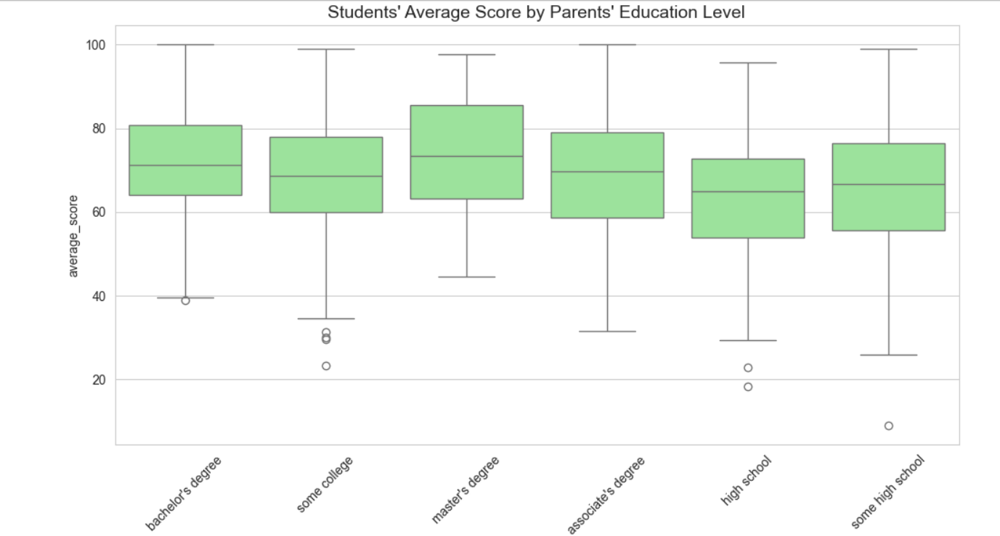 Students' Average Score by Parents' Education Level
100
80
60
40
20
average_score
bachelor's degree
some college
master's degree
associate's degree
high school
some high school